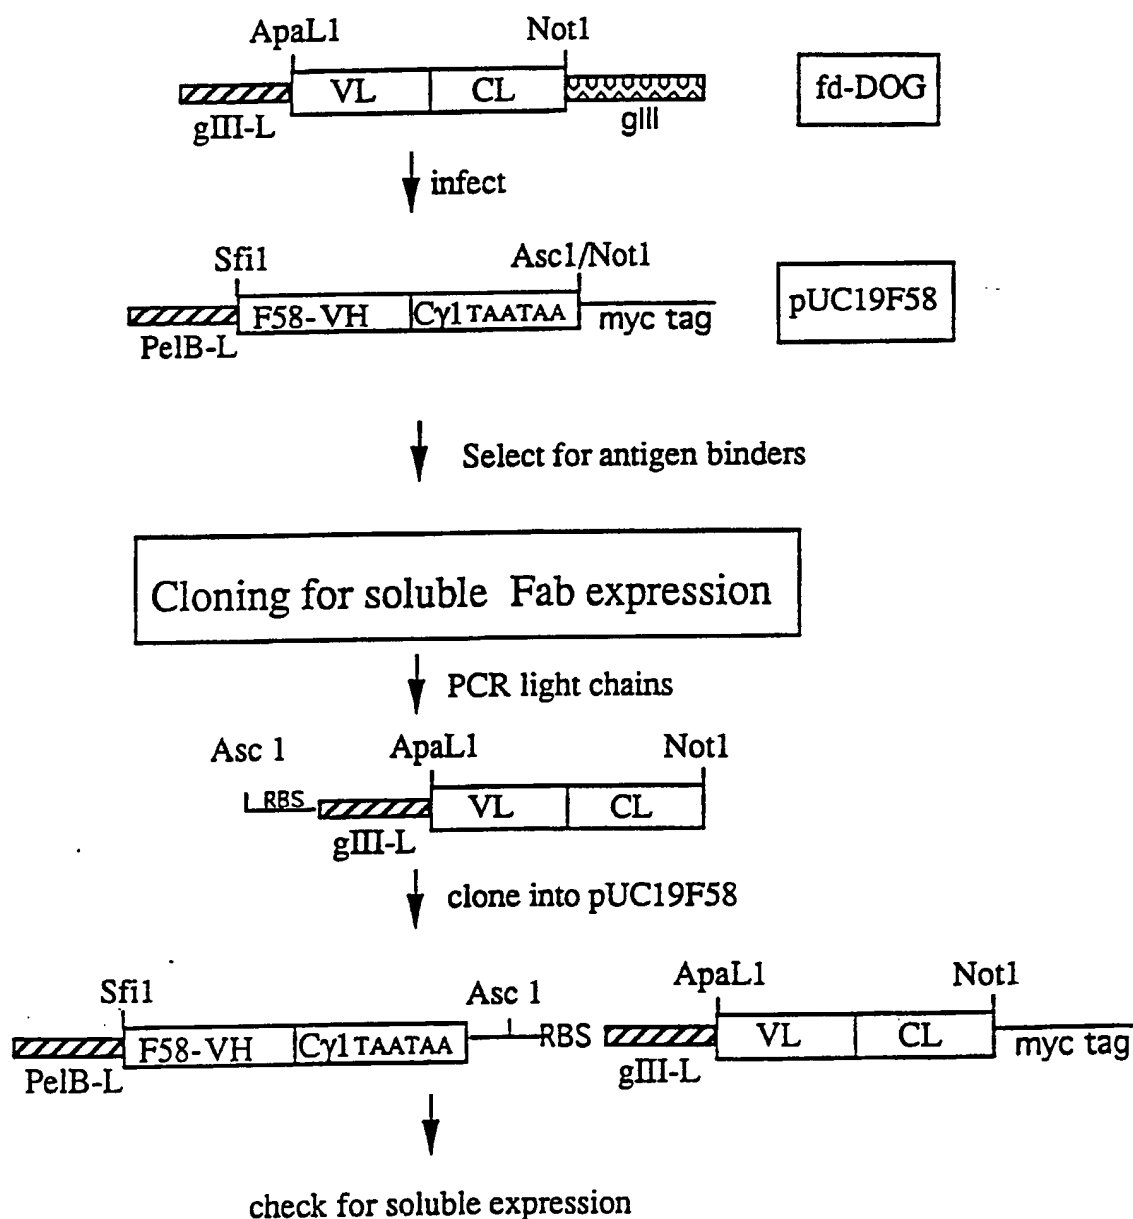 ApaL1 Not1
VL CL fd-DOG
gIII-L gIII
infect
Sfi1 Asc1/Not1
F58-VH Cγ1 TAATAA myc tag pUC19F58
PelB-L
Select for antigen binders
Cloning for soluble Fab expression
PCR light chains
Asc 1 ApaL1 Not1
RBS VL CL
gIII-L
clone into pUC19F58
Sfi1 Asc 1 ApaL1 Not1
F58-VH Cγ1 TAATAA RBS VL CL myc tag
PelB-L gIII-L
check for soluble expression